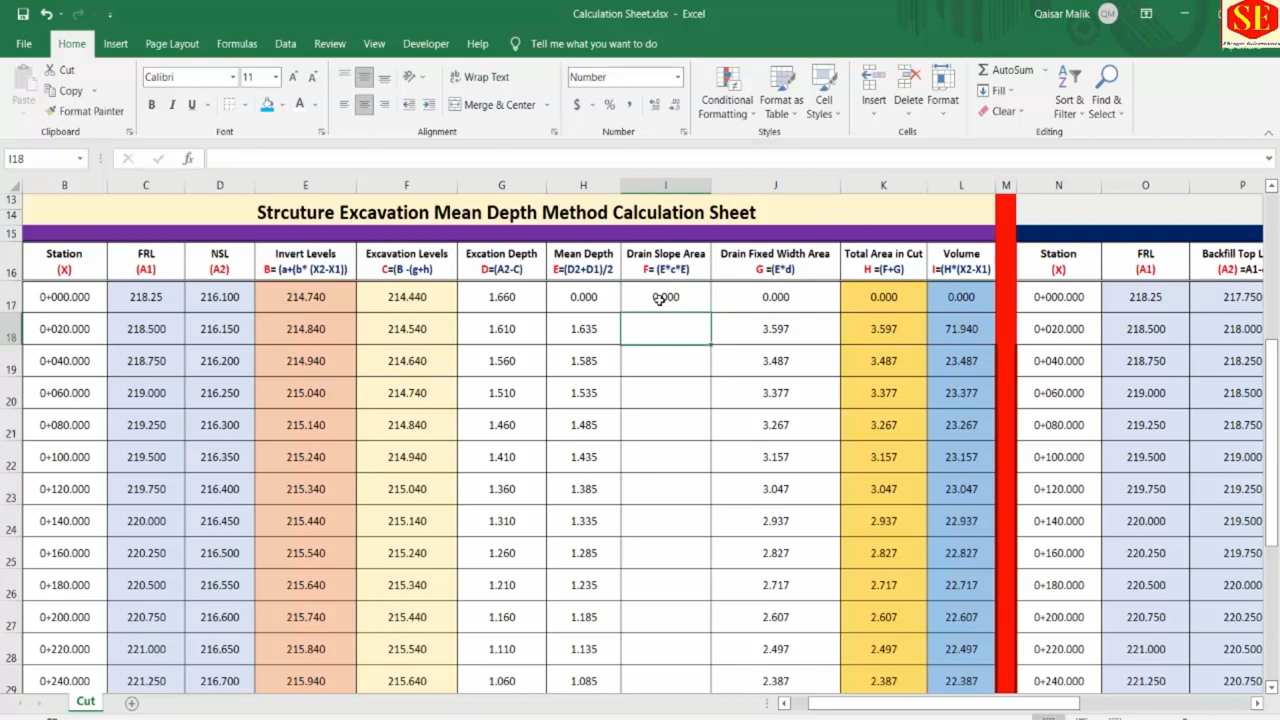 Calculation Sheet.xlsx - Excel
Qaisar Malik QM
SE
File Home Insert Page Layout Formulas Data Review View Developer Help Tell me what you want to do
Paste
Cut
Copy
Format Painter
Calibri 11
B I U
Wrap Text
Merge & Center
Number
$ % ,
Conditional Formatting
Format as Table
Cell Styles
Insert Delete Format
AutoSum
Fill
Clear
Sort & Filter
Find & Select
Clipboard Font Alignment Number Styles Cells Editing
I18 fx
B C D E F G H I J K L M N O P
13
14 Strcuture Excavation Mean Depth Method Calculation Sheet
15
Station FRL NSL Invert Levels Excavation Levels Excation Depth Mean Depth Drain Slope Area Drain Fixed Width Area Total Area in Cut Volume Station FRL Backfill Top L
16 (X) (A1) (A2) B= (a+(b* (X2-X1)) C=(B -(g+h) D=(A2-C) E=(D2+D1)/2 F= (E*c*E) G =(E*d) H =(F+G) I=(H*(X2-X1) (X) (A1) (A2) =A1-
17 0+000.000 218.25 216.100 214.740 214.440 1.660 0.000 0.000 0.000 0.000 0.000 0+000.000 218.25 217.750
18 0+020.000 218.500 216.150 214.840 214.540 1.610 1.635 3.597 3.597 71.940 0+020.000 218.500 218.000
19 0+040.000 218.750 216.200 214.940 214.640 1.560 1.585 3.487 3.487 23.487 0+040.000 218.750 218.250
20 0+060.000 219.000 216.250 215.040 214.740 1.510 1.535 3.377 3.377 23.377 0+060.000 219.000 218.500
21 0+080.000 219.250 216.300 215.140 214.840 1.460 1.485 3.267 3.267 23.267 0+080.000 219.250 218.750
22 0+100.000 219.500 216.350 215.240 214.940 1.410 1.435 3.157 3.157 23.157 0+100.000 219.500 219.000
23 0+120.000 219.750 216.400 215.340 215.040 1.360 1.385 3.047 3.047 23.047 0+120.000 219.750 219.250
24 0+140.000 220.000 216.450 215.440 215.140 1.310 1.335 2.937 2.937 22.937 0+140.000 220.000 219.500
25 0+160.000 220.250 216.500 215.540 215.240 1.260 1.285 2.827 2.827 22.827 0+160.000 220.250 219.750
26 0+180.000 220.500 216.550 215.640 215.340 1.210 1.235 2.717 2.717 22.717 0+180.000 220.500 220.000
27 0+200.000 220.750 216.600 215.740 215.440 1.160 1.185 2.607 2.607 22.607 0+200.000 220.750 220.250
28 0+220.000 221.000 216.650 215.840 215.540 1.110 1.135 2.497 2.497 22.497 0+220.000 221.000 220.500
29 0+240.000 221.250 216.700 215.940 215.640 1.060 1.085 2.387 2.387 22.387 0+240.000 221.250 220.750
Cut